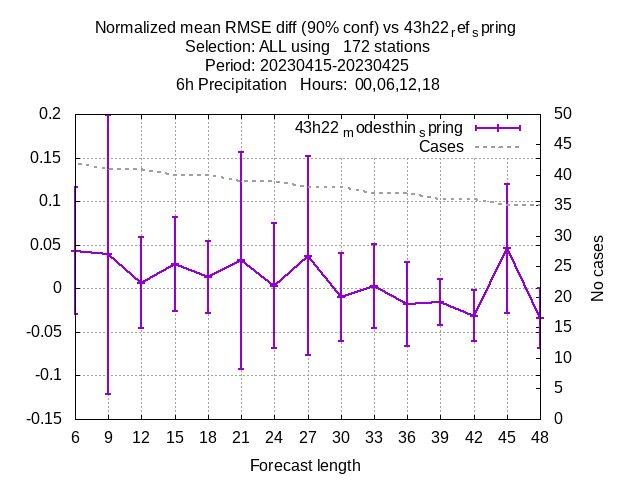 Normalized mean RMSE diff (90% conf) vs 43h22ref spring
Selection: ALL using 172 stations
Period: 20230415-20230425
6h Precipitation Hours: 00,06,12,18
43h22modesthinspring
Cases
0.2
0.15
0.1
0.05
0
-0.05
-0.1
-0.15
50
45
40
35
30
25
20
15
10
5
0
No cases
6 9 12 15 18 21 24 27 30 33 36 39 42 45 48
Forecast length